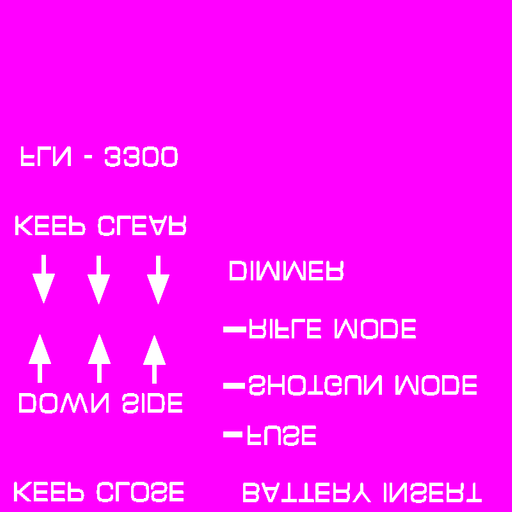 FLN - 3300
KEEP CLEAR
DIMMER
-RIFLE MODE
-SHOTGUN MODE
DOWN SIDE
-FUSE
KEEP CLOSE
BATTERY INSERT